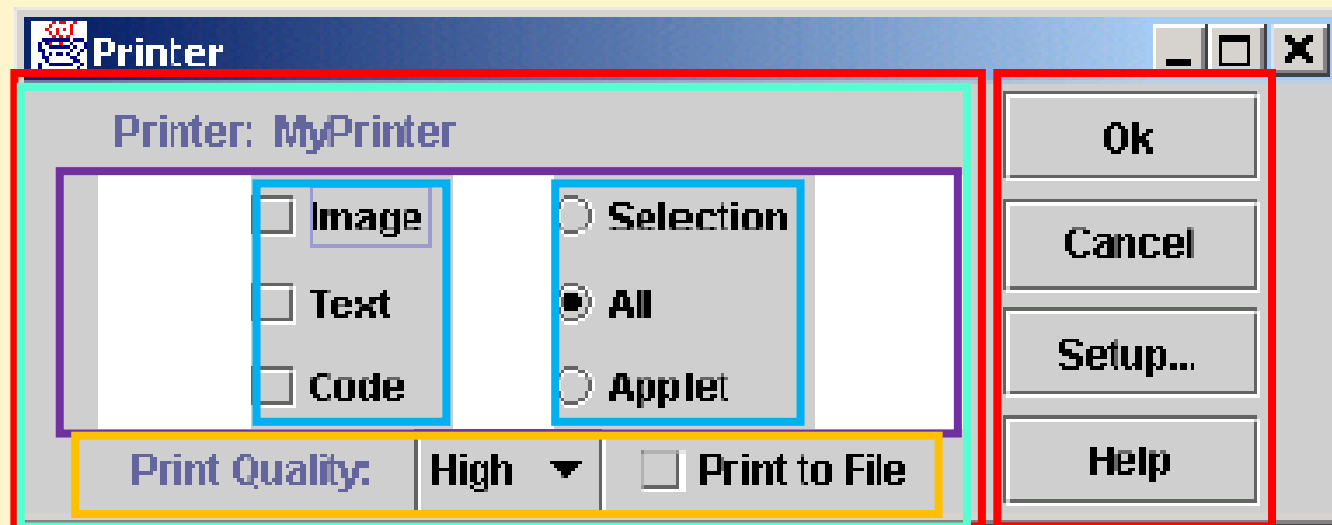 Printer
Printer: MyPrinter
Image
Text
Code
Selection
All
Applet
Print Quality: High Print to File
Ok
Cancel
Setup...
Help